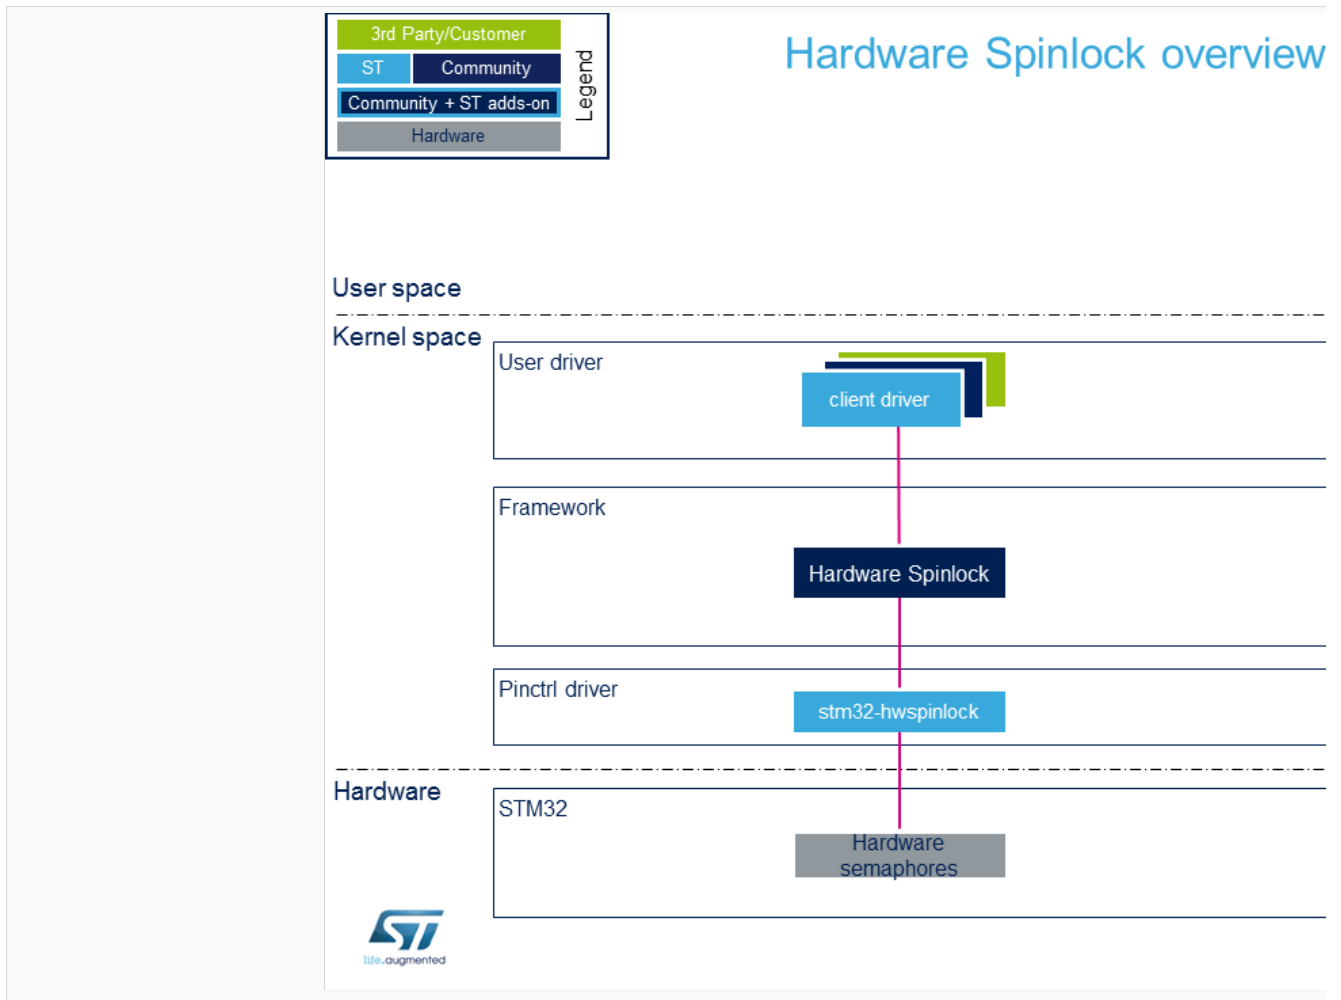 3rd Party/Customer
ST
Community
Community + ST adds-on
Hardware
Legend
Hardware Spinlock overview
User space
Kernel space
User driver
client driver
Framework
Hardware Spinlock
Pinctrl driver
stm32-hwspinlock
Hardware
STM32
Hardware
semaphores
ST
life.augmented